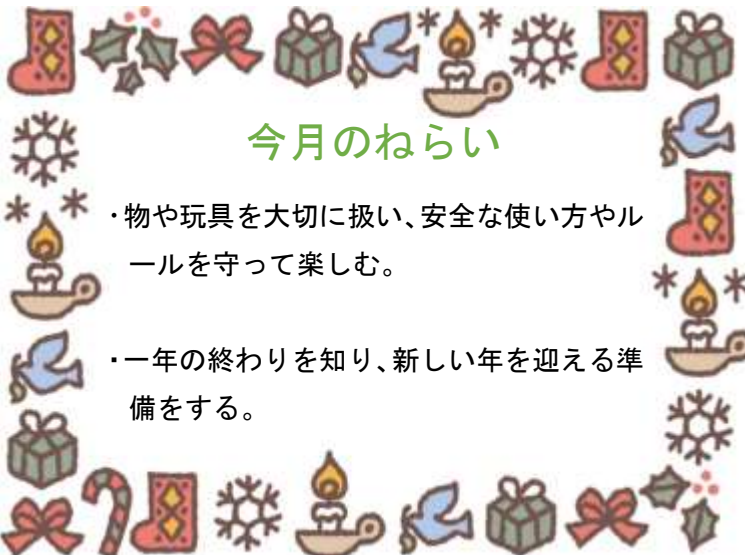 今月のねらい
・物や玩具を大切に扱い、安全な使い方やル
ールを守って楽しむ。
・一年の終わりを知り、新しい年を迎える準
備をする。